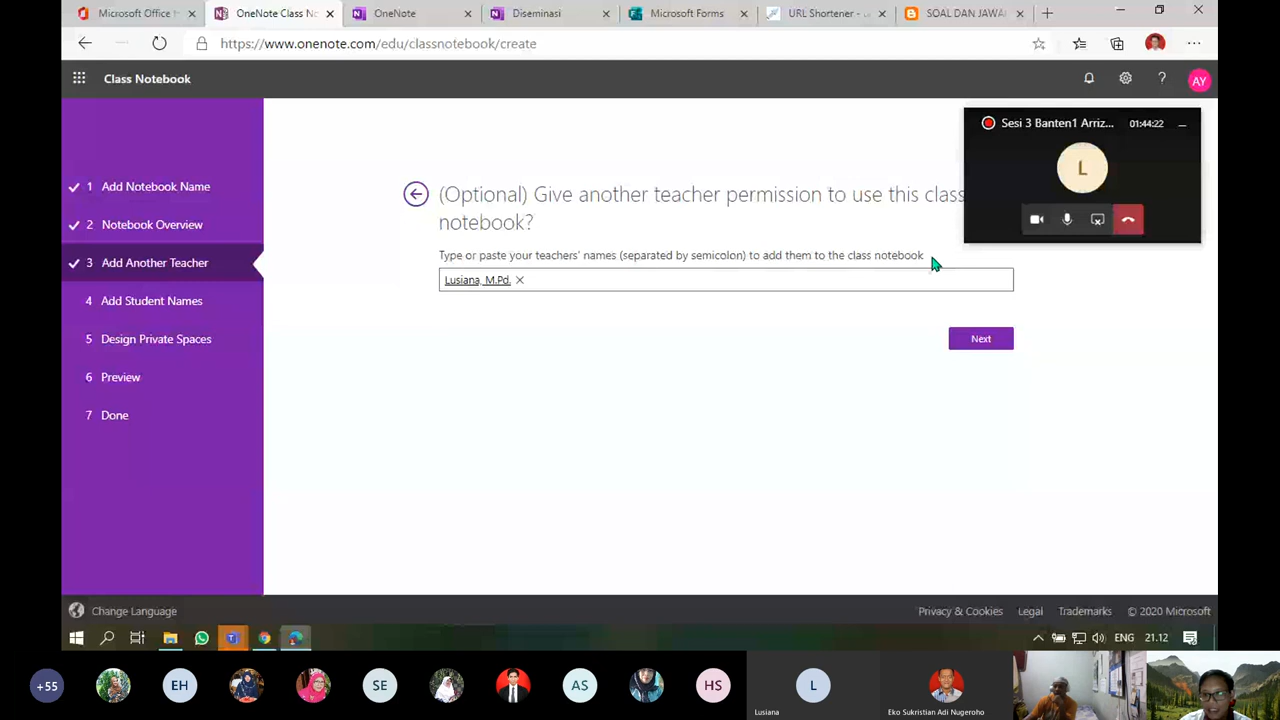 Microsoft Office
OneNote Class No
OneNote
Diseminasi
Microsoft Forms
URL Shortener -
SOAL DAN JAWA
https://www.onenote.com/edu/classnotebook/create
Class Notebook
AY
1 Add Notebook Name
2 Notebook Overview
3 Add Another Teacher
4 Add Student Names
5 Design Private Spaces
6 Preview
7 Done
(Optional) Give another teacher permission to use this class
notebook?
Type or paste your teachers' names (separated by semicolon) to add them to the class notebook
Lusiana, M.Pd.
Next
Sesi 3 Banten1 Arriz...
01:44:22
L
Change Language
Privacy & Cookies
Legal
Trademarks
© 2020 Microsoft
ENG
21.12
+55
EH
SE
AS
HS
L
Lusiana
Eko Sukristian Adi Nugeroho